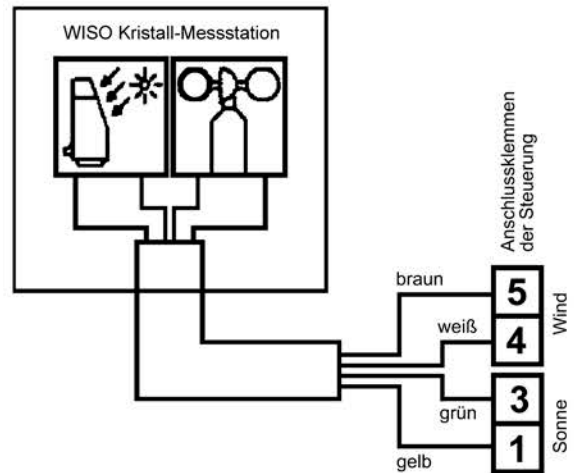 WISO Kristall-Messstation
Anschlussklemmen
der Steuerung
braun
5
weiß
4
Wind
grün
3
gelb
1
Sonne